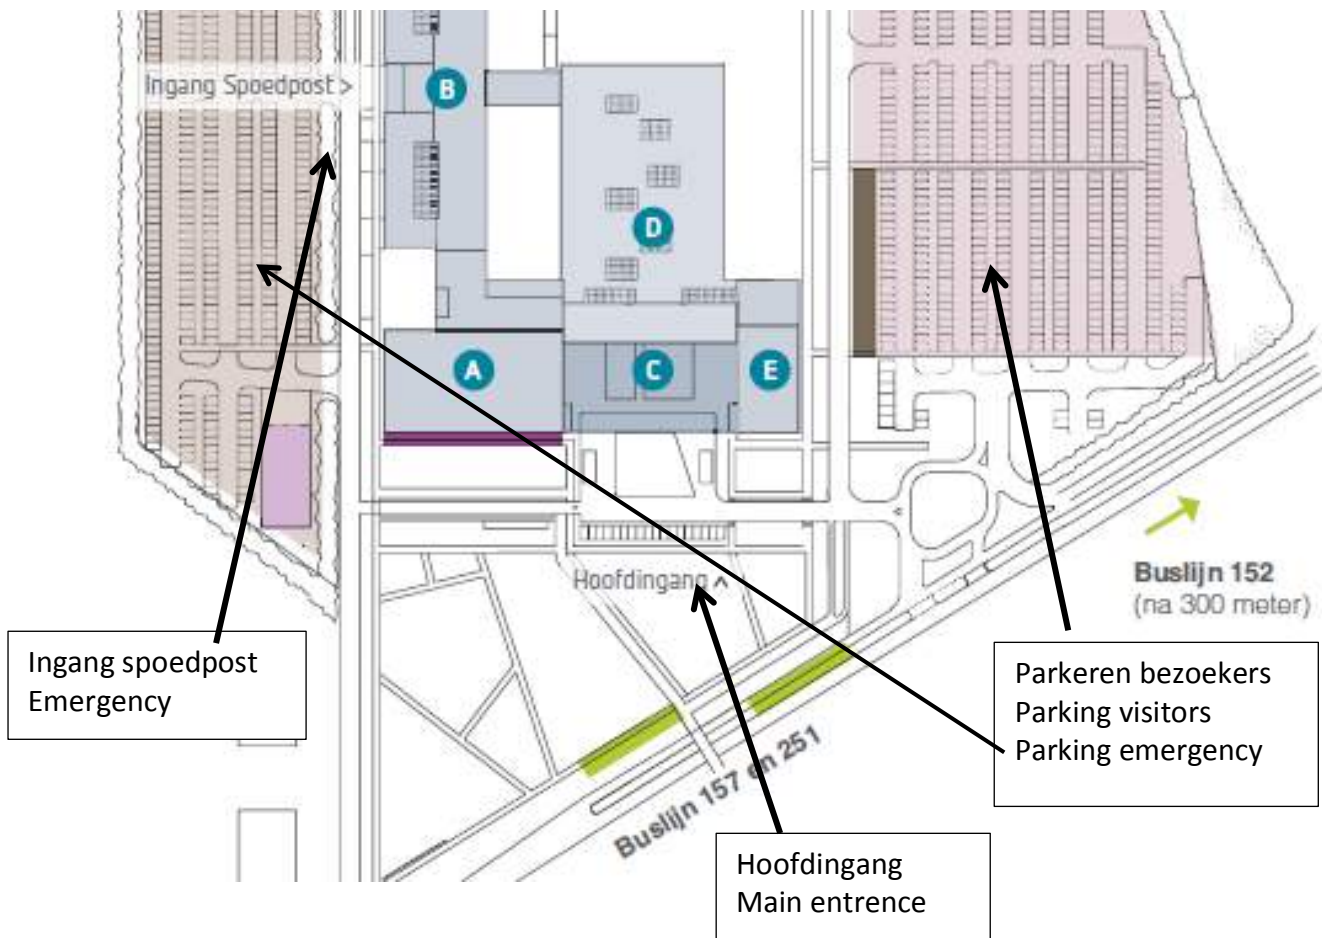 Ingang Spoedpost >
B
D
A
C
E
Hoofdingang ^
Buslijn 152
(na 300 meter)
Buslijn 157 en 251
Ingang spoedpost
Emergency
Parkeren bezoekers
Parking visitors
Parking emergency
Hoofdingang
Main entrence